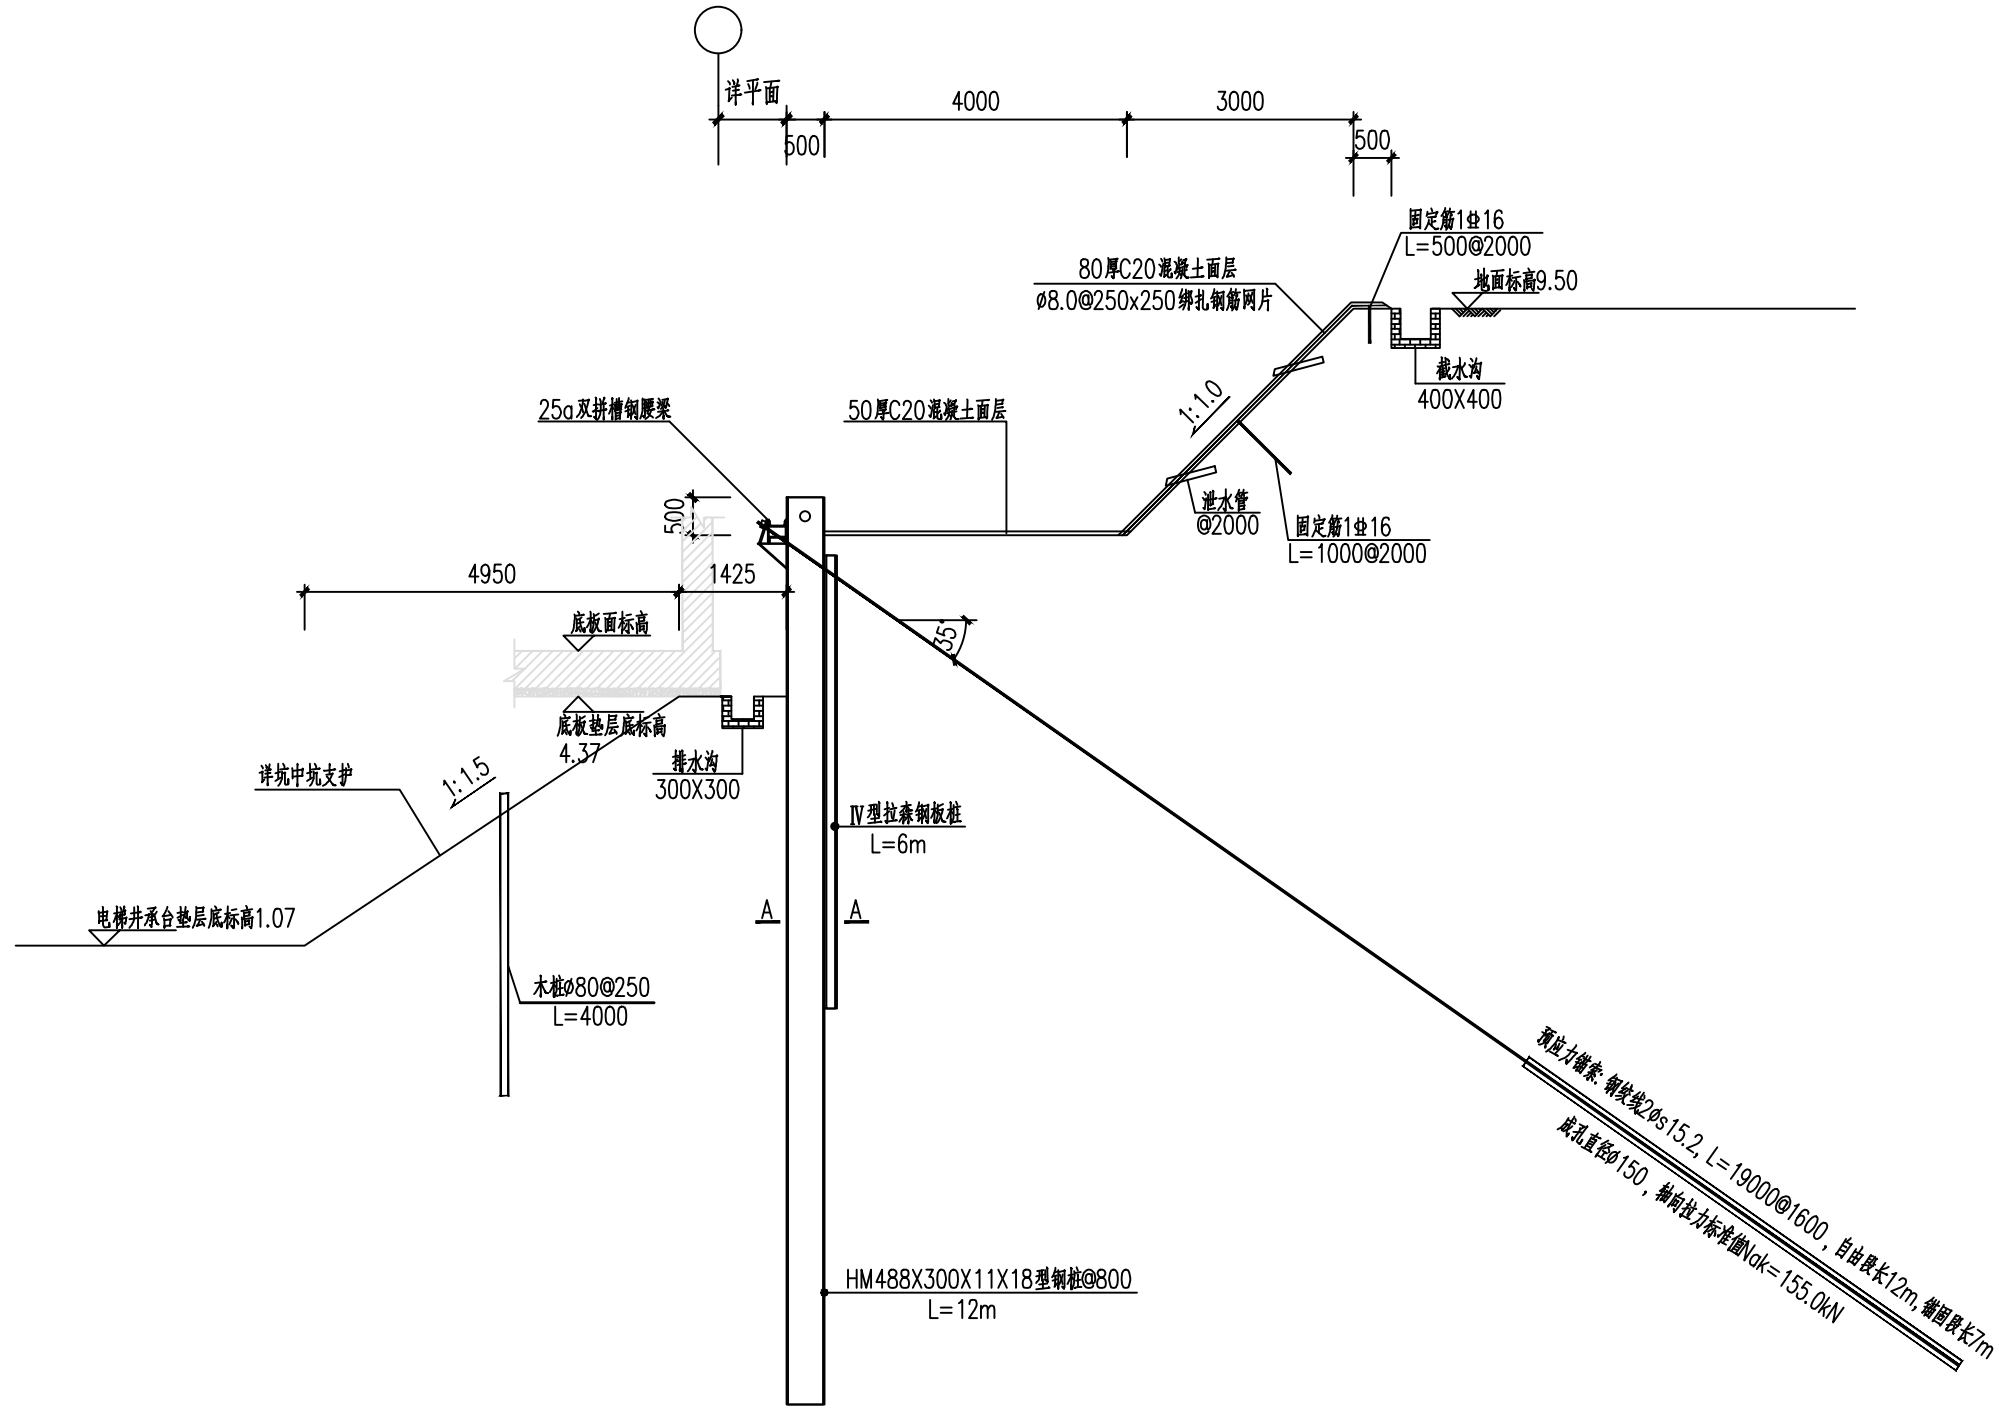 详平面
4000
3000
500
500
固定筋1⌀16
L=500@2000
80厚C20混凝土面层
ø8.0@250x250绑扎钢筋网片
地面标高9.50
截水沟
400X400
1:1.0
25a双拼槽钢腰梁
50厚C20混凝土面层
500
泄水管
@2000
固定筋1⌀16
L=1000@2000
4950
1425
底板面标高
35°
底板垫层底标高
4.37
排水沟
300X300
详坑中坑支护
1:1.5
Ⅳ型拉森钢板桩
L=6m
A
A
电梯井承台垫层底标高1.07
木桩ø80@250
L=4000
预应力锚索: 钢绞线2øs15.2, L=19000@1600, 自由段长12m, 锚固段长7m
成孔直径ø150, 轴向拉力标准值Nak=155.0kN
HM488X300X11X18型钢桩@800
L=12m